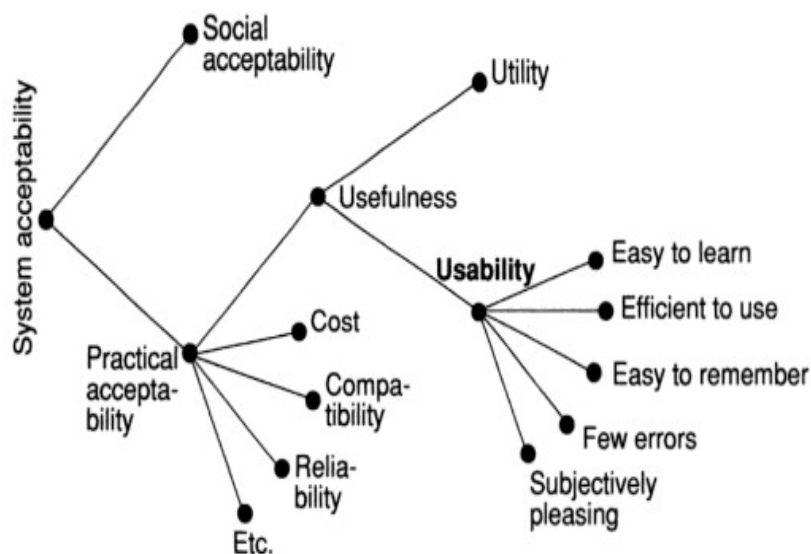 System acceptability
Social
acceptability
Utility
Usefulness
Usability
Easy to learn
Efficient to use
Easy to remember
Few errors
Subjectively
pleasing
Practical
accepta-
bility
Cost
Compa-
tibility
Relia-
bility
Etc.